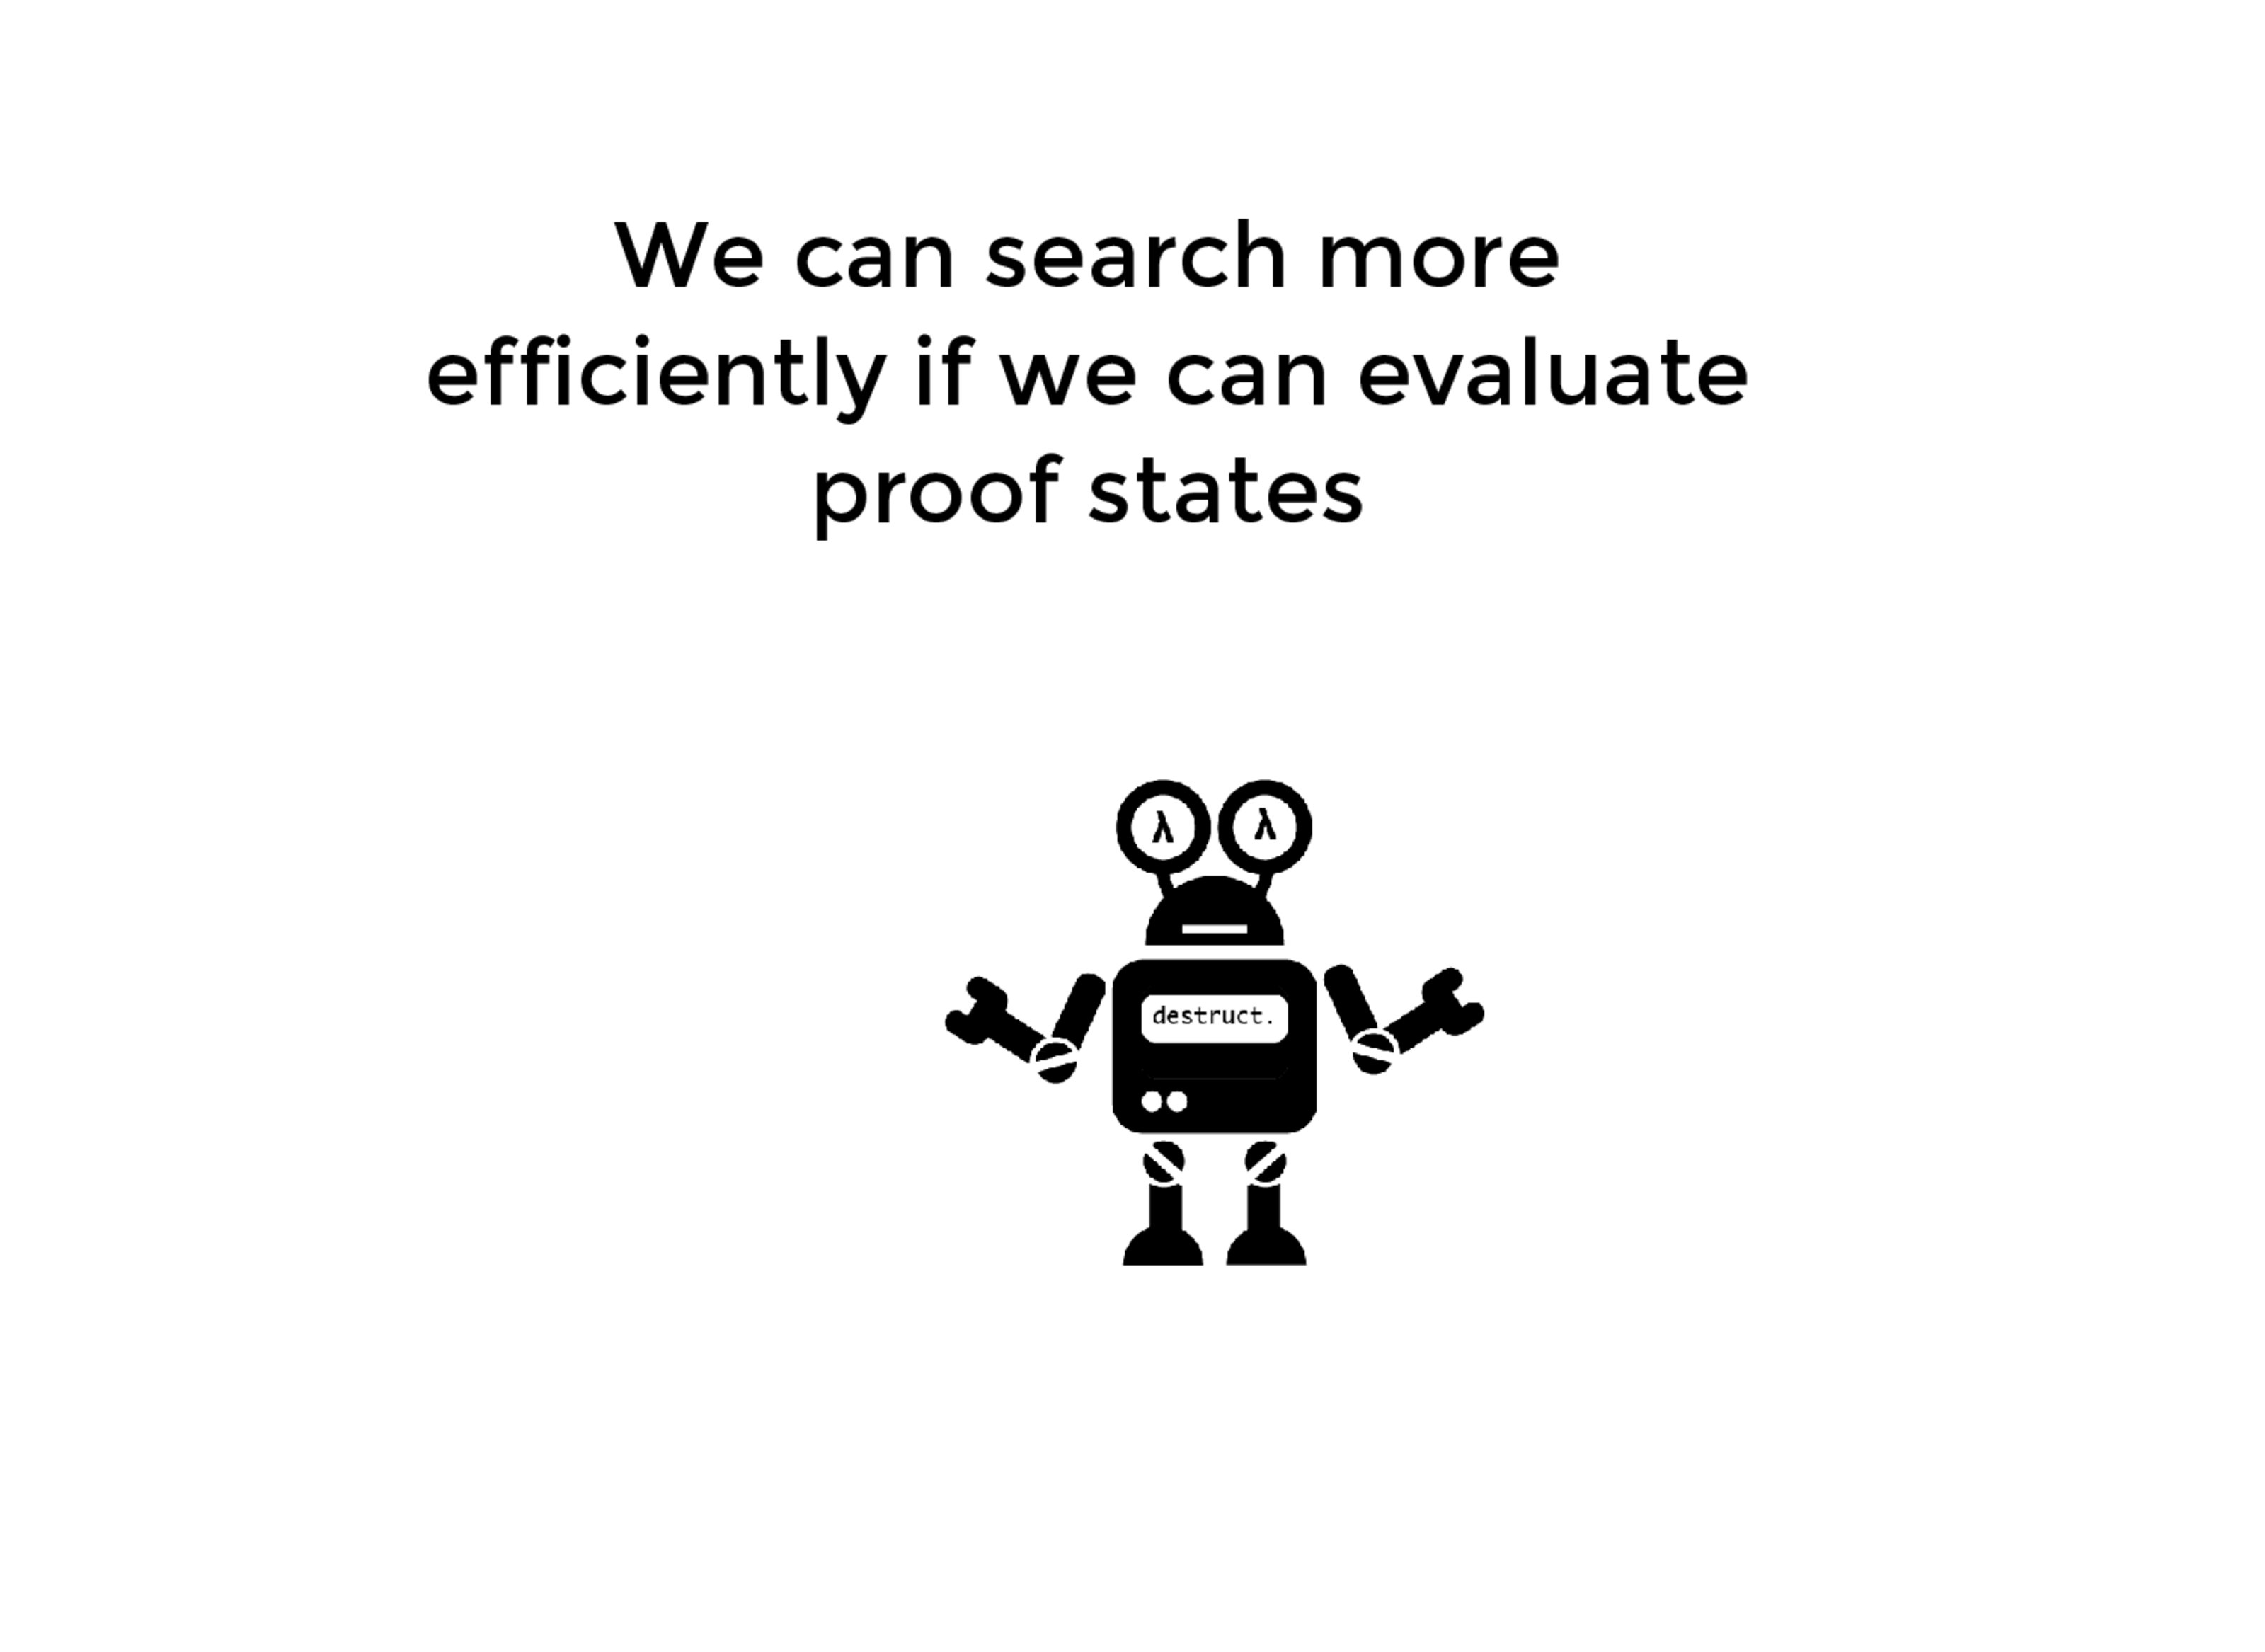 We can search more
efficiently if we can evaluate
proof states
λ λ
destruct.